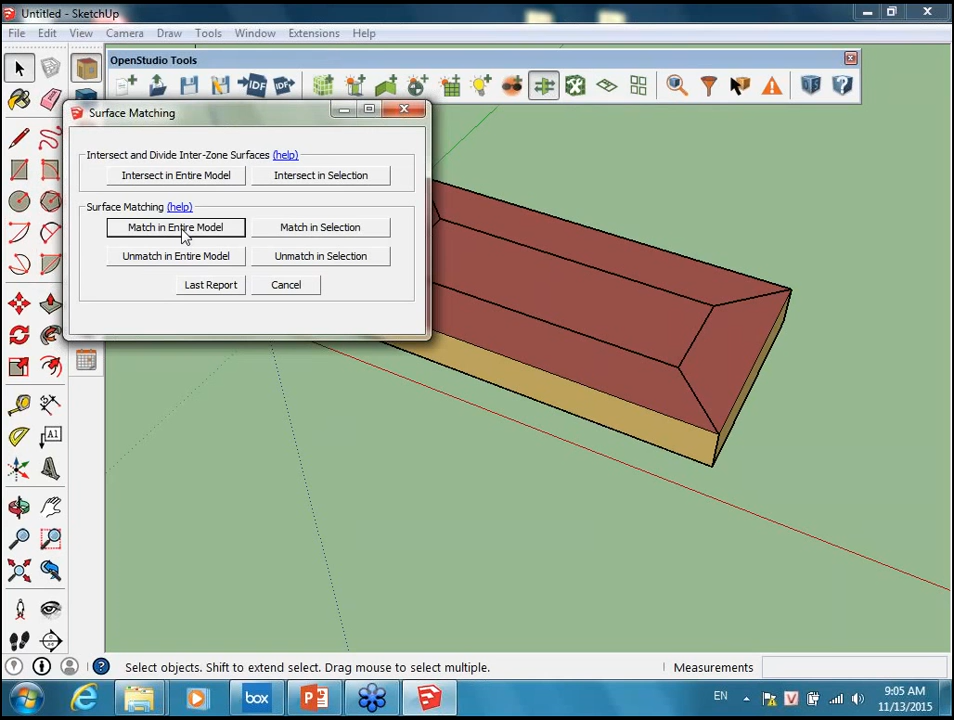 Untitled - SketchUp
File Edit View Camera Draw Tools Window Extensions Help
OpenStudio Tools
IDF IDF
Surface Matching
Intersect and Divide Inter-Zone Surfaces (help)
Intersect in Entire Model Intersect in Selection
Surface Matching (help)
Match in Entire Model Match in Selection
Unmatch in Entire Model Unmatch in Selection
Last Report Cancel
A1
Select objects. Shift to extend select. Drag mouse to select multiple. Measurements
box EN 9:05 AM
11/13/2015